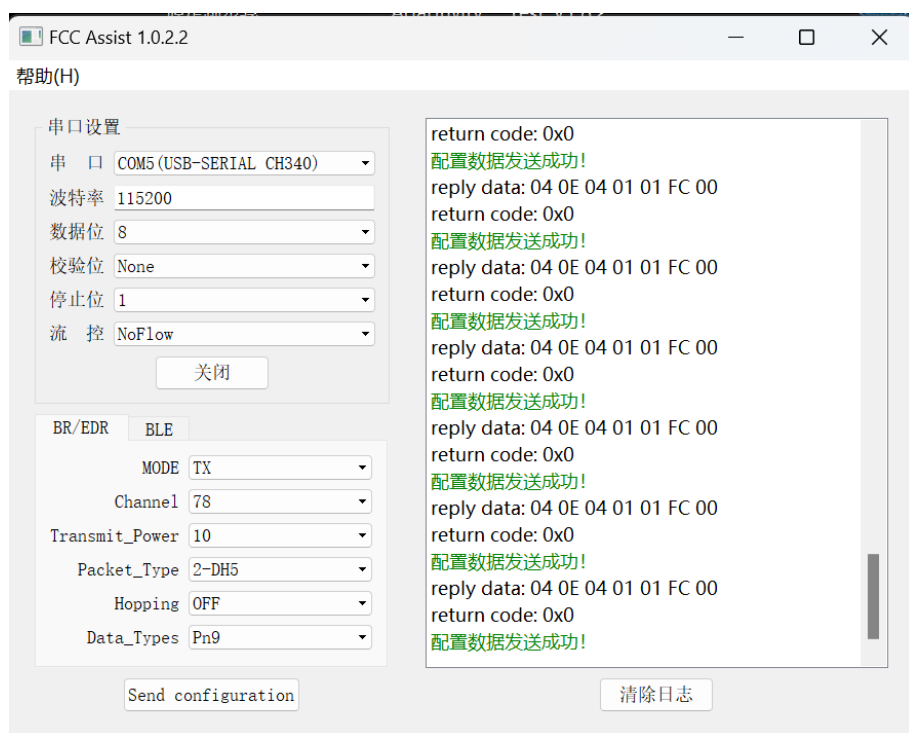 FCC Assist 1.0.2.2
帮助(H)
串口设置
串 口 COM5(USB-SERIAL CH340)
波特率 115200
数据位 8
校验位 None
停止位 1
流 控 NoFlow
关闭
BR/EDR BLE
MODE TX
Channel 78
Transmit_Power 10
Packet_Type 2-DH5
Hopping OFF
Data_Types Pn9
Send configuration
return code: 0x0
配置数据发送成功!
reply data: 04 0E 04 01 01 FC 00
return code: 0x0
配置数据发送成功!
reply data: 04 0E 04 01 01 FC 00
return code: 0x0
配置数据发送成功!
reply data: 04 0E 04 01 01 FC 00
return code: 0x0
配置数据发送成功!
reply data: 04 0E 04 01 01 FC 00
return code: 0x0
配置数据发送成功!
reply data: 04 0E 04 01 01 FC 00
return code: 0x0
配置数据发送成功!
reply data: 04 0E 04 01 01 FC 00
return code: 0x0
配置数据发送成功!
清除日志